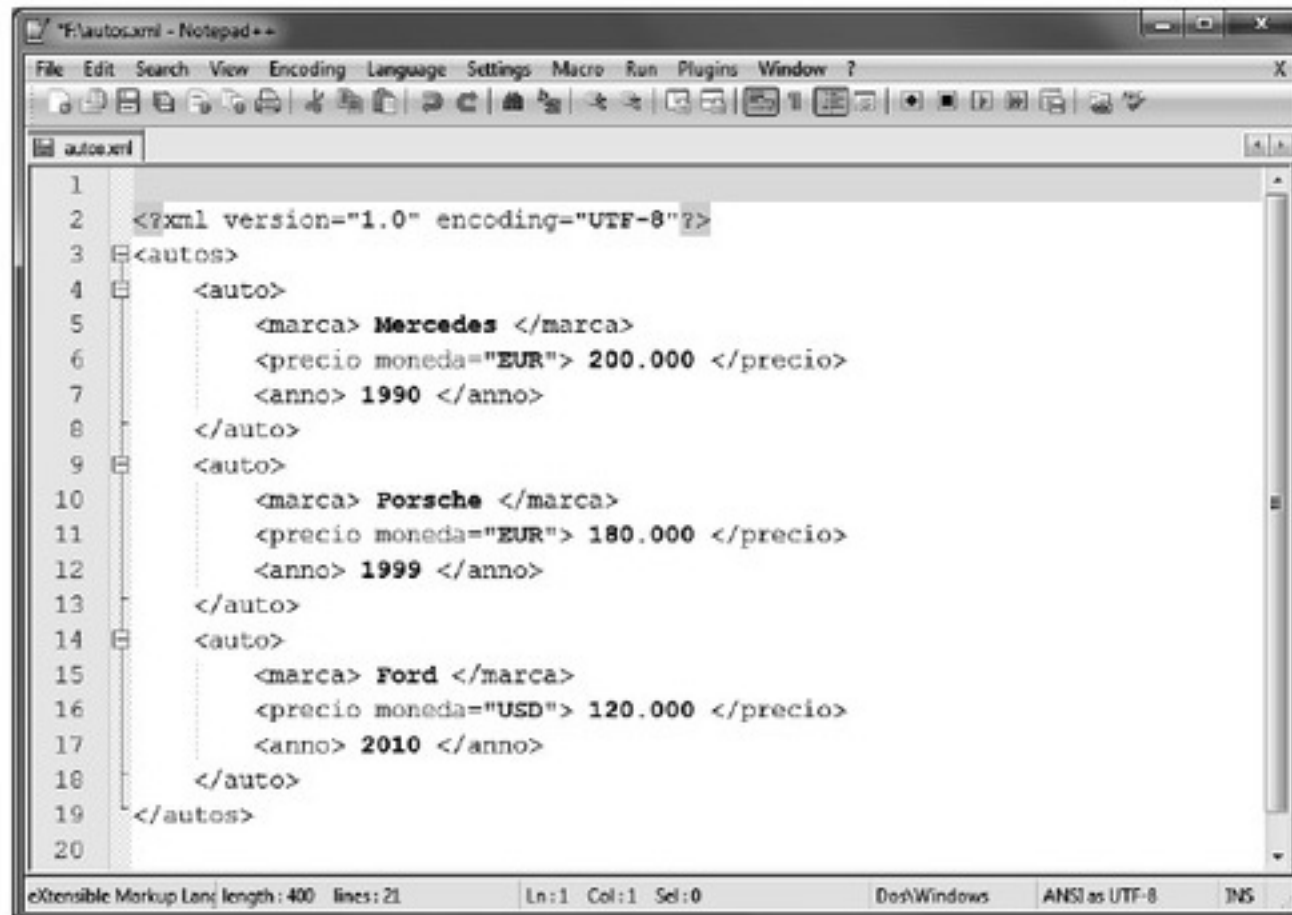 *F:\autos.xml - Notepad++
File Edit Search View Encoding Language Settings Macro Run Plugins Window ? X
autos.xml
1
2 <?xml version="1.0" encoding="UTF-8"?>
3 <autos>
4 <auto>
5 <marca> Mercedes </marca>
6 <precio moneda="EUR"> 200.000 </precio>
7 <anno> 1990 </anno>
8 </auto>
9 <auto>
10 <marca> Porsche </marca>
11 <precio moneda="EUR"> 180.000 </precio>
12 <anno> 1999 </anno>
13 </auto>
14 <auto>
15 <marca> Ford </marca>
16 <precio moneda="USD"> 120.000 </precio>
17 <anno> 2010 </anno>
18 </auto>
19 </autos>
20
eXtensible Markup Lang length : 400 lines : 21 Ln : 1 Col : 1 Sel : 0 Dos\Windows ANSI as UTF-8 INS